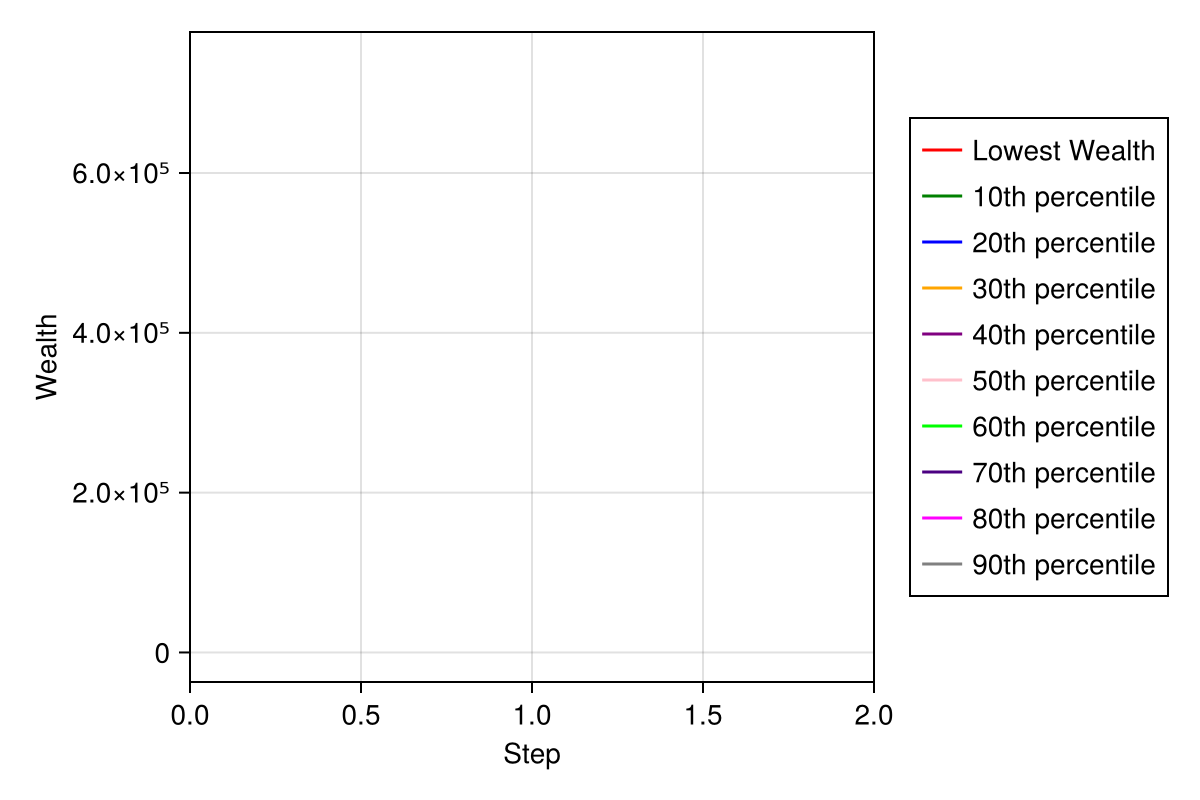 6.0×10⁵
4.0×10⁵
2.0×10⁵
0
Wealth
0.0 0.5 1.0 1.5 2.0
Step
Lowest Wealth
10th percentile
20th percentile
30th percentile
40th percentile
50th percentile
60th percentile
70th percentile
80th percentile
90th percentile